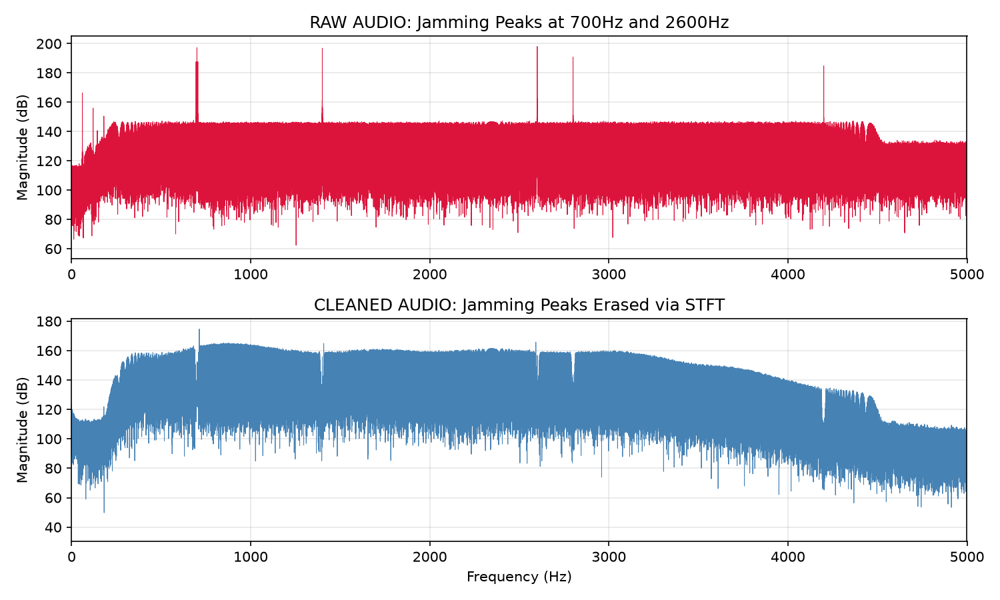 RAW AUDIO: Jamming Peaks at 700Hz and 2600Hz
Magnitude (dB)
200
180
160
140
120
100
80
60
0 1000 2000 3000 4000 5000
CLEANED AUDIO: Jamming Peaks Erased via STFT
Magnitude (dB)
180
160
140
120
100
80
60
40
0 1000 2000 3000 4000 5000
Frequency (Hz)